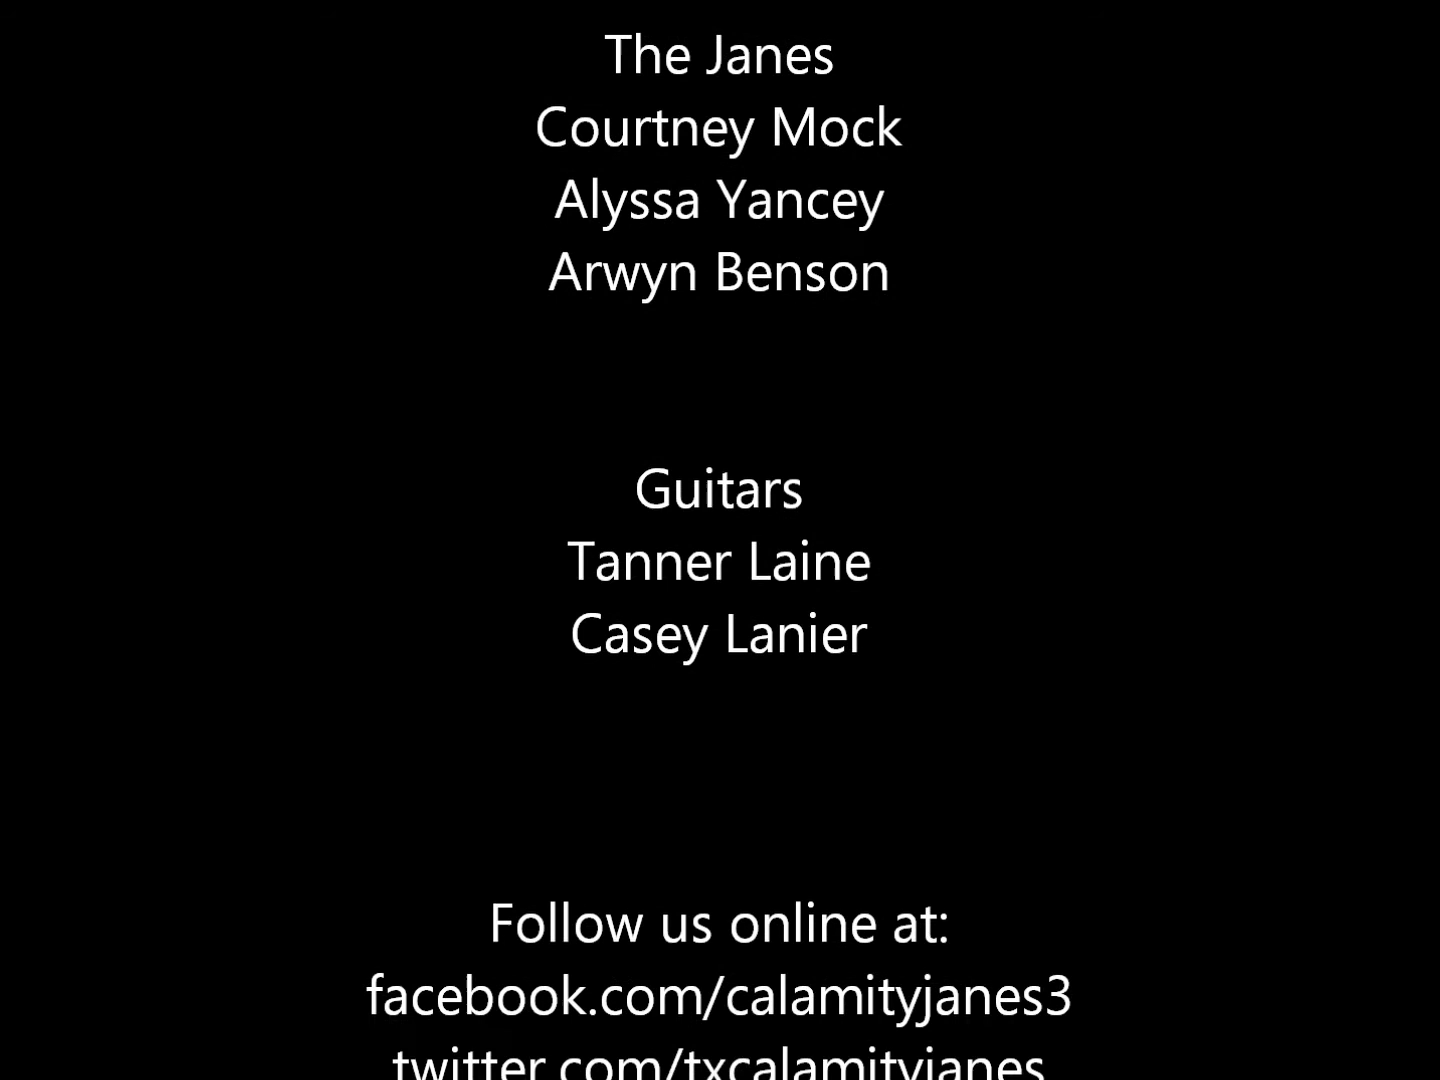 The Janes
Courtney Mock
Alyssa Yancey
Arwyn Benson
Guitars
Tanner Laine
Casey Lanier
Follow us online at:
facebook.com/calamityjanes3
twitter.com/txcalamityjanes